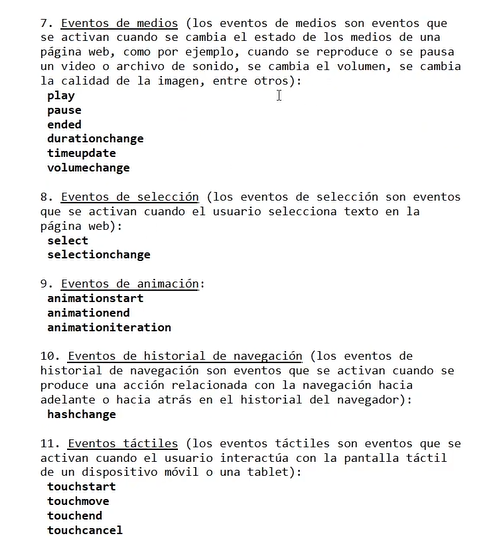 7. Eventos de medios (los eventos de medios son eventos que
se activan cuando se cambia el estado de los medios de una
página web, como por ejemplo, cuando se reproduce o se pausa
un video o archivo de sonido, se cambia el volumen, se cambia
la calidad de la imagen, entre otros):
play
pause
ended
durationchange
timeupdate
volumechange
8. Eventos de selección (los eventos de selección son eventos
que se activan cuando el usuario selecciona texto en la
página web):
select
selectionchange
9. Eventos de animación:
animationstart
animationend
animationiteration
10. Eventos de historial de navegación (los eventos de
historial de navegación son eventos que se activan cuando se
produce una acción relacionada con la navegación hacia
adelante o hacia atrás en el historial del navegador):
hashchange
11. Eventos táctiles (los eventos táctiles son eventos que se
activan cuando el usuario interactúa con la pantalla táctil
de un dispositivo móvil o una tablet):
touchstart
touchmove
touchend
touchcancel